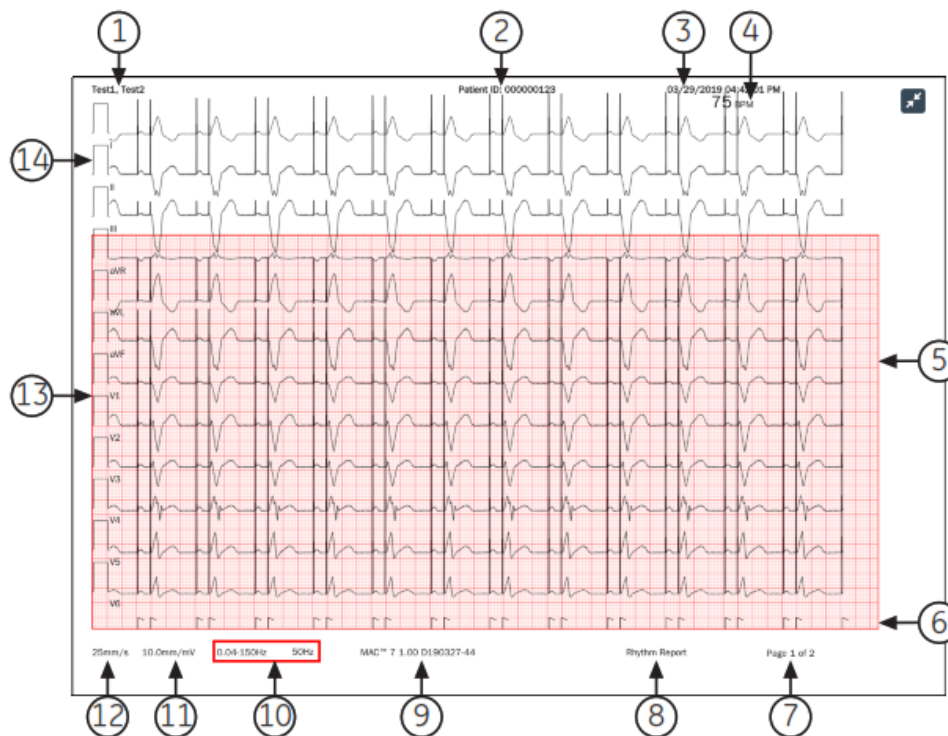 1 2 3 4
Test1, Test2 Patient ID: 000000123 03/29/2019 04:4 :01 PM
75 BPM
I
14
II
III
aVR
aVL
aVF
5
13
V1
V2
V3
V4
V5
V6
6
25mm/s 10.0mm/mV 0.04-150Hz 50Hz MAC™ 7 1.00 D190327-44 Rhythm Report Page 1 of 2
12 11 10 9 8 7